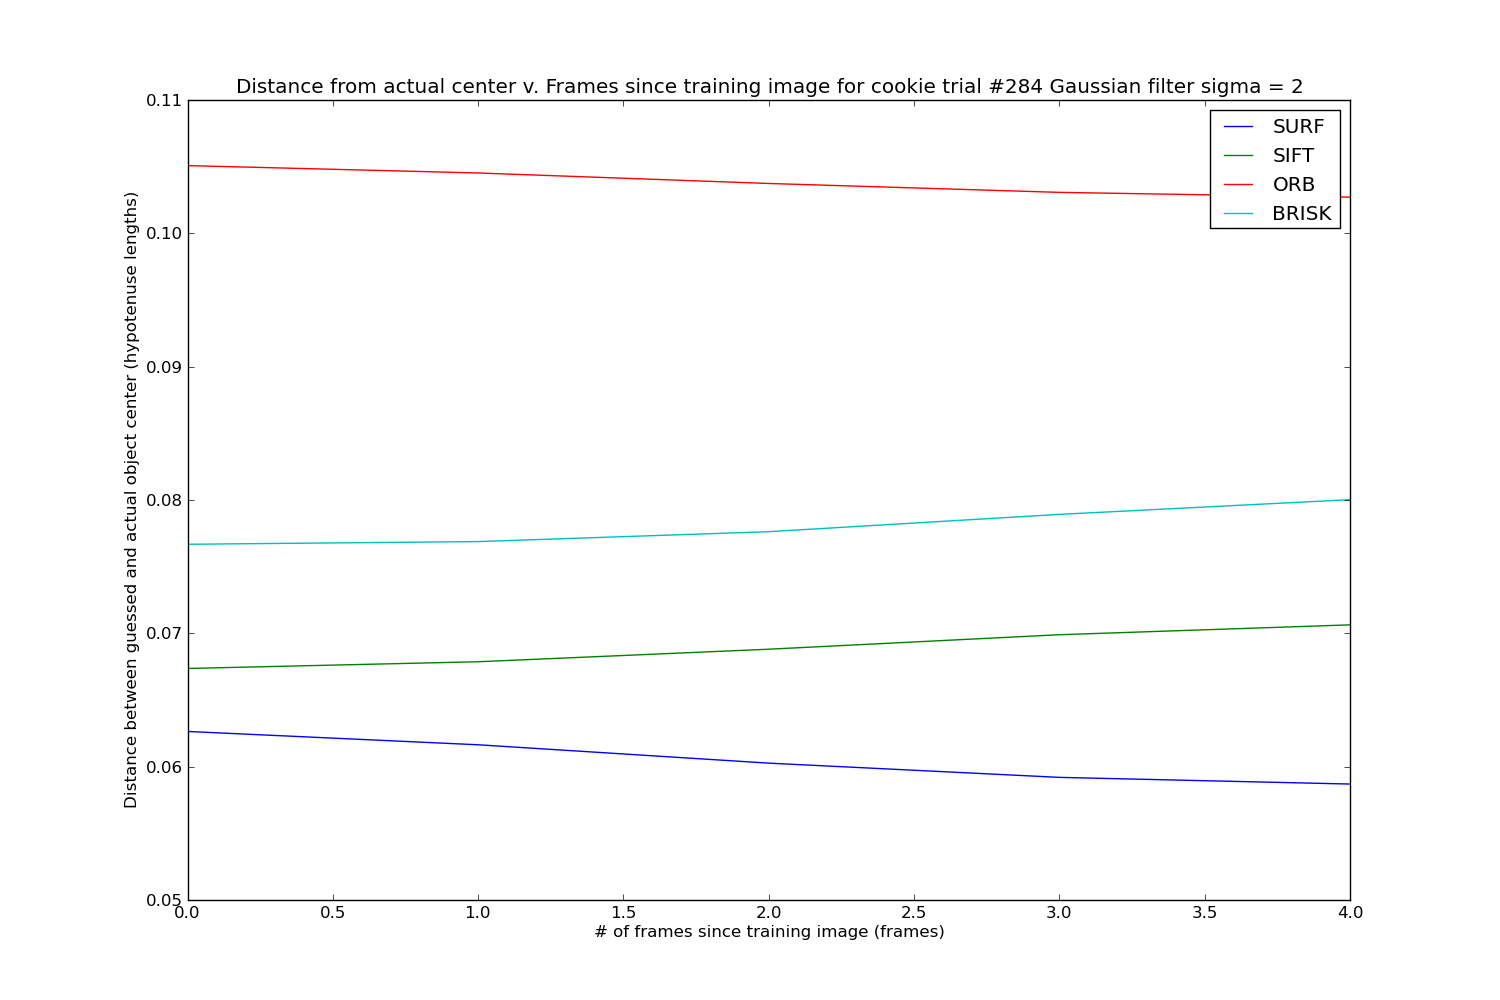 Distance from actual center v. Frames since training image for cookie trial #284 Gaussian filter sigma = 2
0.11
0.10
0.09
0.08
0.07
0.06
0.05
Distance between guessed and actual object center (hypotenuse lengths)
SURF
SIFT
ORB
BRISK
0.0 0.5 1.0 1.5 2.0 2.5 3.0 3.5 4.0
# of frames since training image (frames)